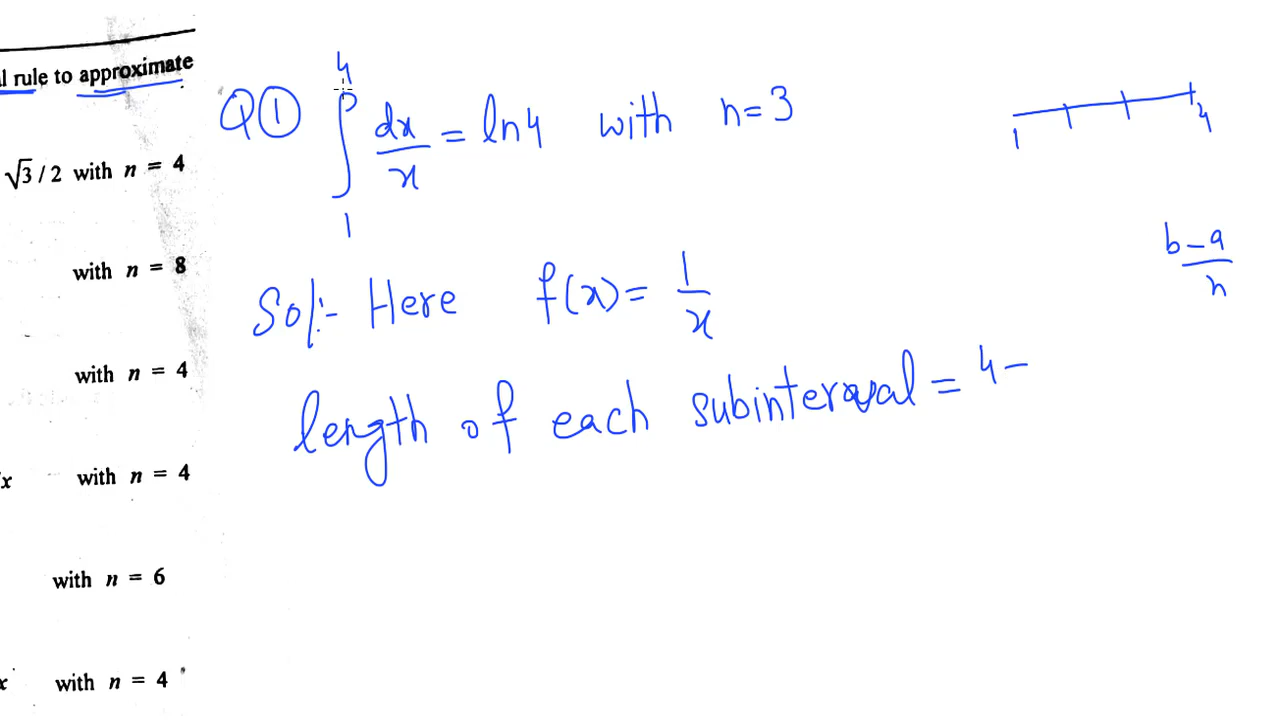 l rule to approximate
√3/2 with n = 4
with n = 8
with n = 4
x with n = 4
with n = 6
x with n = 4
Q① ∫₁⁴ dx/x = ln4 with n=3
1 4
b-a/n
Sol:- Here f(x) = 1/x
length of each subinterval = 4-